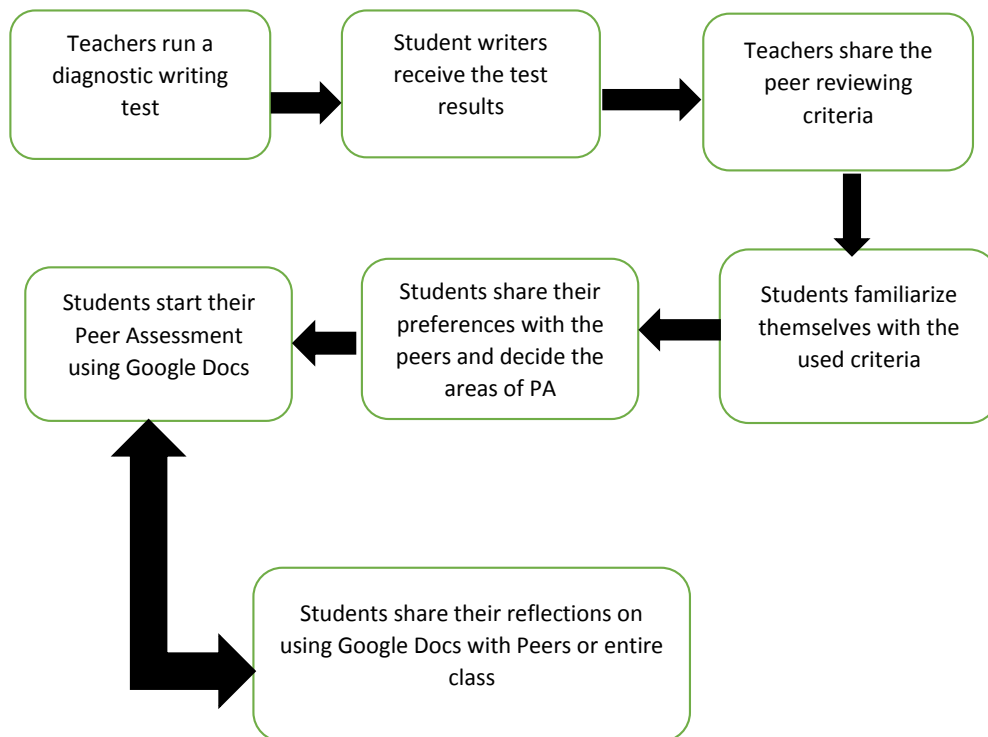 Teachers run a
diagnostic writing
test
Student writers
receive the test
results
Teachers share the
peer reviewing
criteria
Students familiarize
themselves with the
used criteria
Students share their
preferences with the
peers and decide the
areas of PA
Students start their
Peer Assessment
using Google Docs
Students share their reflections on
using Google Docs with Peers or entire
class